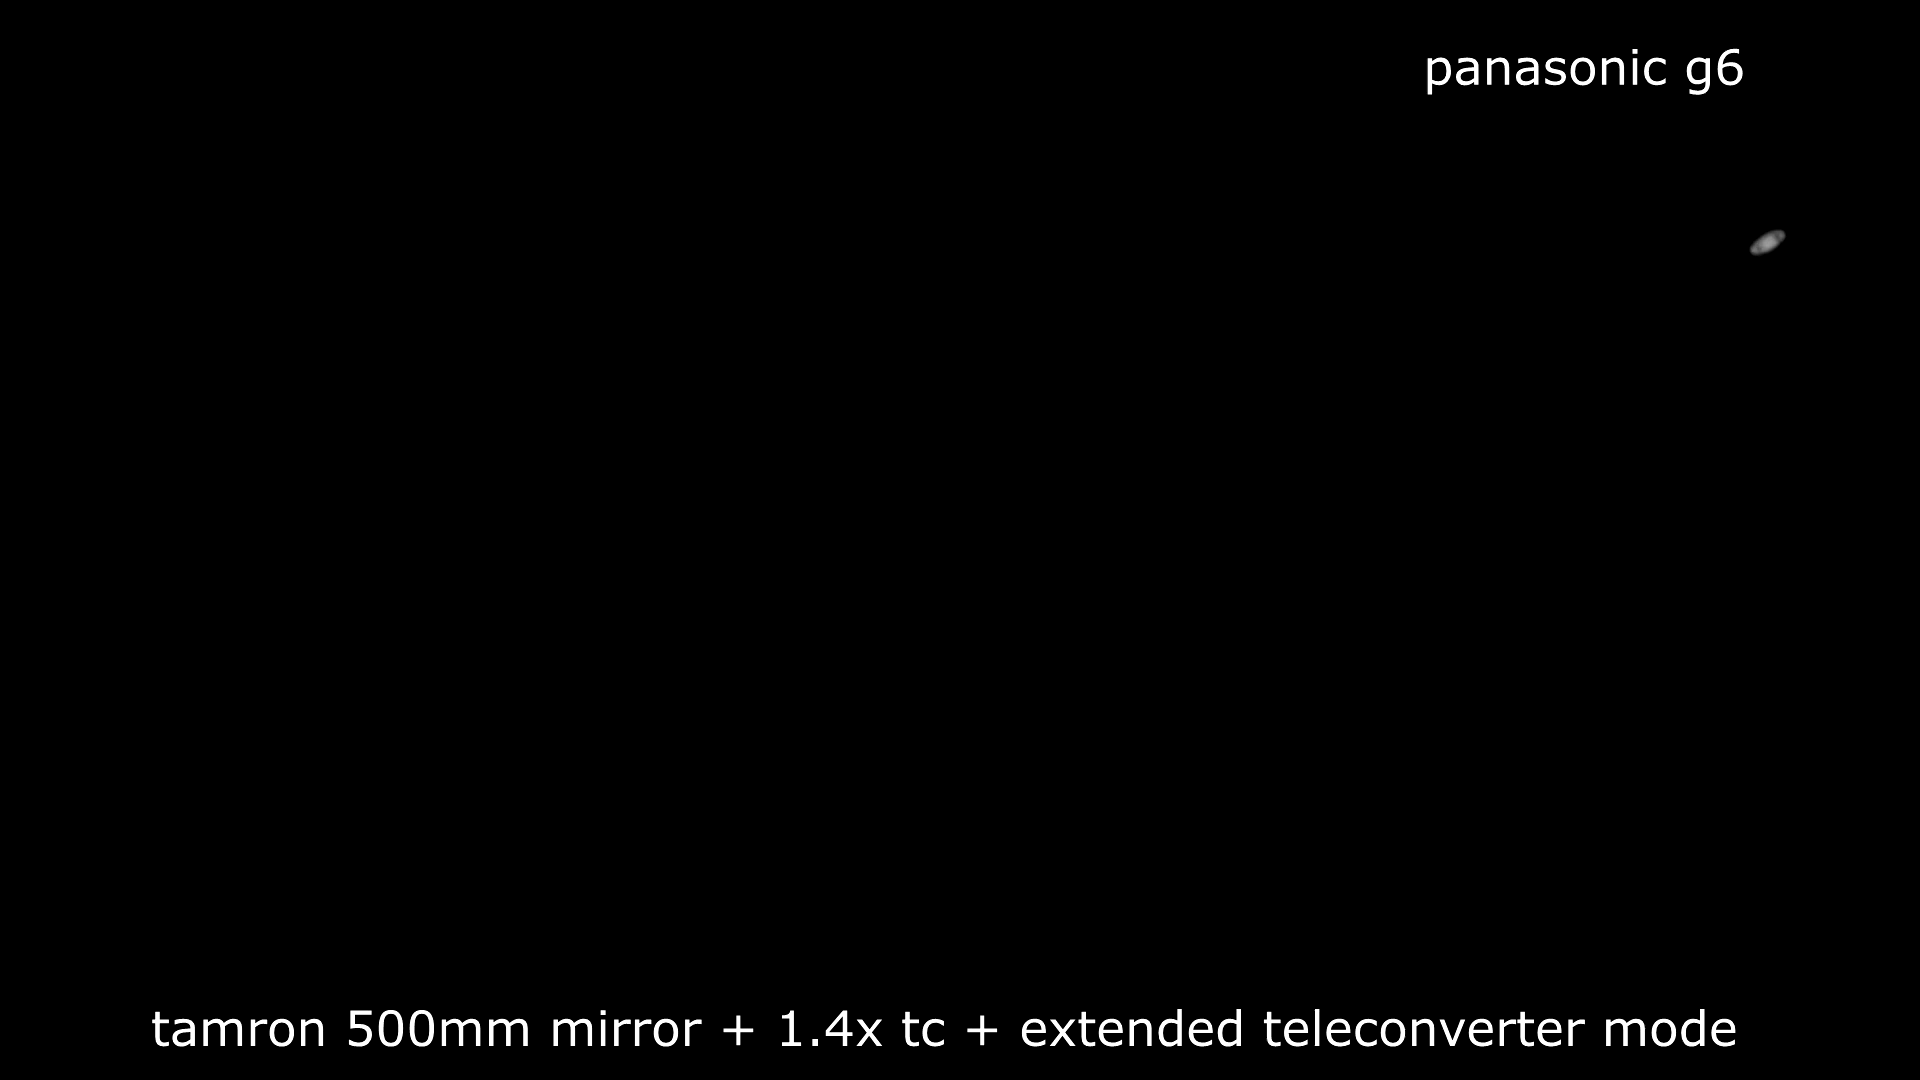 panasonic g6
tamron 500mm mirror + 1.4x tc + extended teleconverter mode